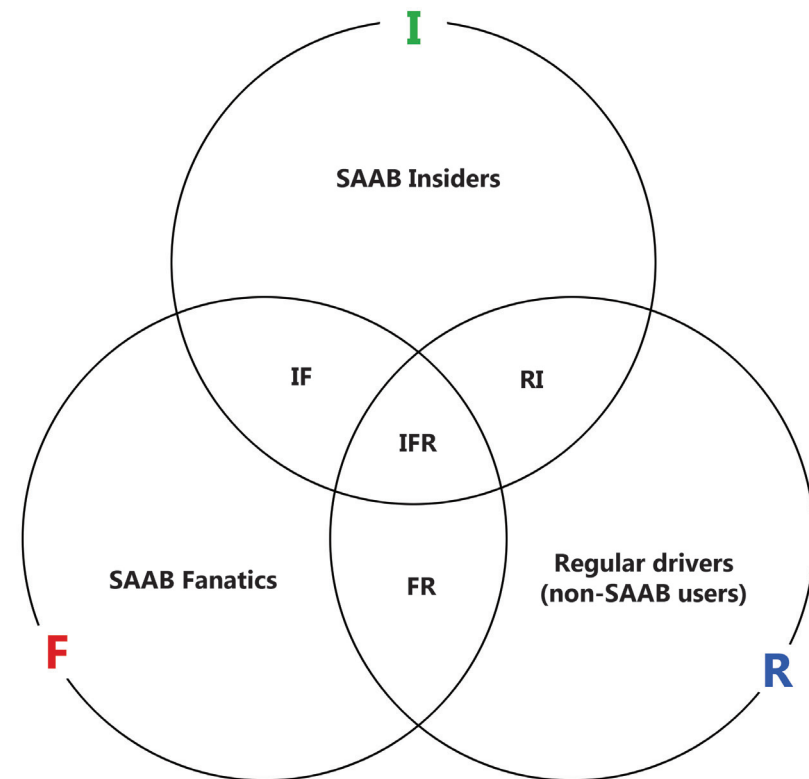 I
SAAB Insiders
IF
RI
IFR
SAAB Fanatics
FR
Regular drivers
(non-SAAB users)
F
R